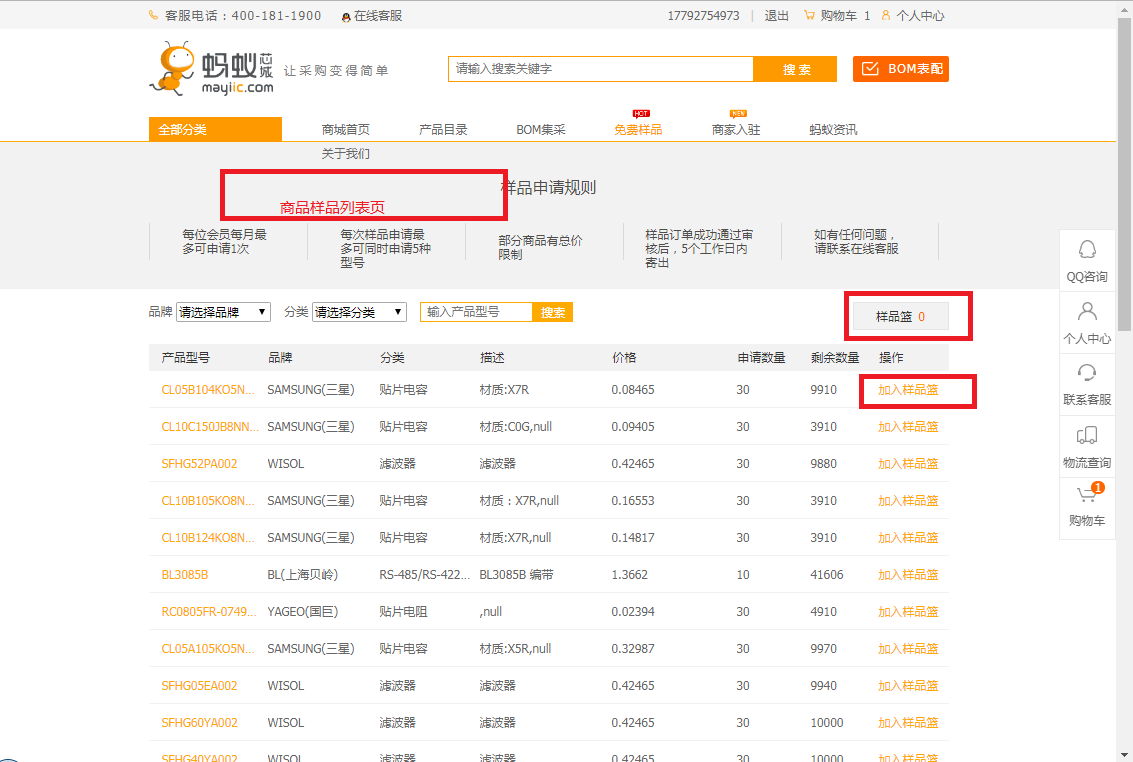 客服电话：400-181-1900 在线客服 17792754973 | 退出 购物车 1 个人中心
蚂蚁芯城 让采购变得简单
mayiic.com
请输入搜索关键字 搜 索 BOM表配
HOT NEW
全部分类 商城首页 产品目录 BOM集采 免费样品 商家入驻 蚂蚁资讯
关于我们
样品申请规则
商品样品列表页
每位会员每月最
多可申请1次
每次样品申请最
多可同时申请5种
型号
部分商品有总价
限制
样品订单成功通过审
核后，5个工作日内
寄出
如有任何问题，
请联系在线客服
品牌 请选择品牌 分类 请选择分类 输入产品型号 搜索 样品篮 0
产品型号 品牌 分类 描述 价格 申请数量 剩余数量 操作
CL05B104KO5N... SAMSUNG(三星) 贴片电容 材质:X7R 0.08465 30 9910 加入样品篮
CL10C150JB8NN... SAMSUNG(三星) 贴片电容 材质:C0G,null 0.09405 30 3910 加入样品篮
SFHG52PA002 WISOL 滤波器 滤波器 0.42465 30 9880 加入样品篮
CL10B105KO8N... SAMSUNG(三星) 贴片电容 材质：X7R,null 0.16553 30 3910 加入样品篮
CL10B124KO8N... SAMSUNG(三星) 贴片电容 材质:X7R,null 0.14817 30 3910 加入样品篮
BL3085B BL(上海贝岭) RS-485/RS-422... BL3085B 编带 1.3662 10 41606 加入样品篮
RC0805FR-0749... YAGEO(国巨) 贴片电阻 ,null 0.02394 30 4910 加入样品篮
CL05A105KO5N... SAMSUNG(三星) 贴片电容 材质:X5R,null 0.32987 30 9970 加入样品篮
SFHG05EA002 WISOL 滤波器 滤波器 0.42465 30 9940 加入样品篮
SFHG60YA002 WISOL 滤波器 滤波器 0.42465 30 10000 加入样品篮
SFHG40YA002 WISOL 滤波器 滤波器 0.42465 30 10000 加入样品篮
QQ咨询
个人中心
联系客服
物流查询
1
购物车